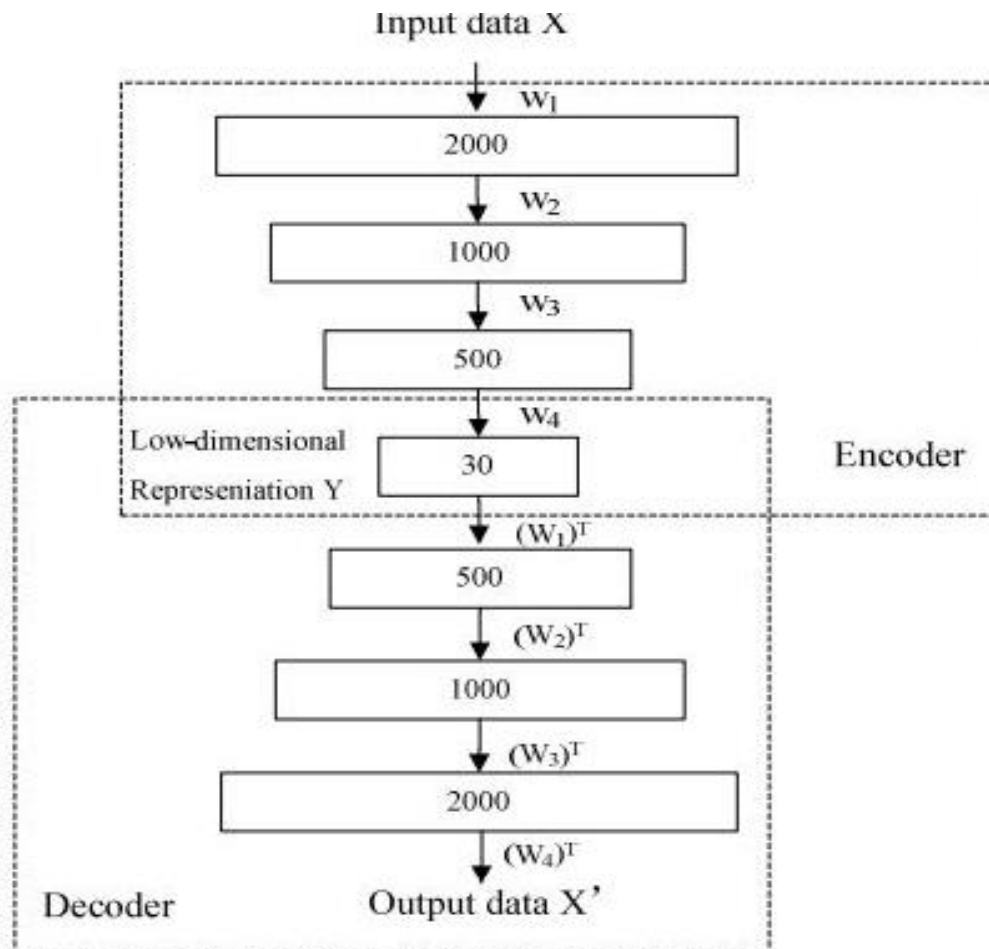 Input data X
W₁
2000
W₂
1000
W₃
500
W₄
Low-dimensional
30
Represeniation Y
Encoder
(W₁)ᵀ
500
(W₂)ᵀ
1000
(W₃)ᵀ
2000
(W₄)ᵀ
Decoder
Output data X’